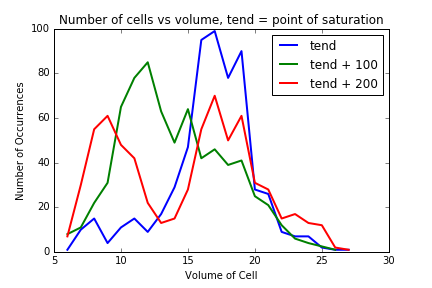 Number of cells vs volume, tend = point of saturation
tend
tend + 100
tend + 200
Number of Occurrences
100
80
60
40
20
0
5
10
15
20
25
30
Volume of Cell